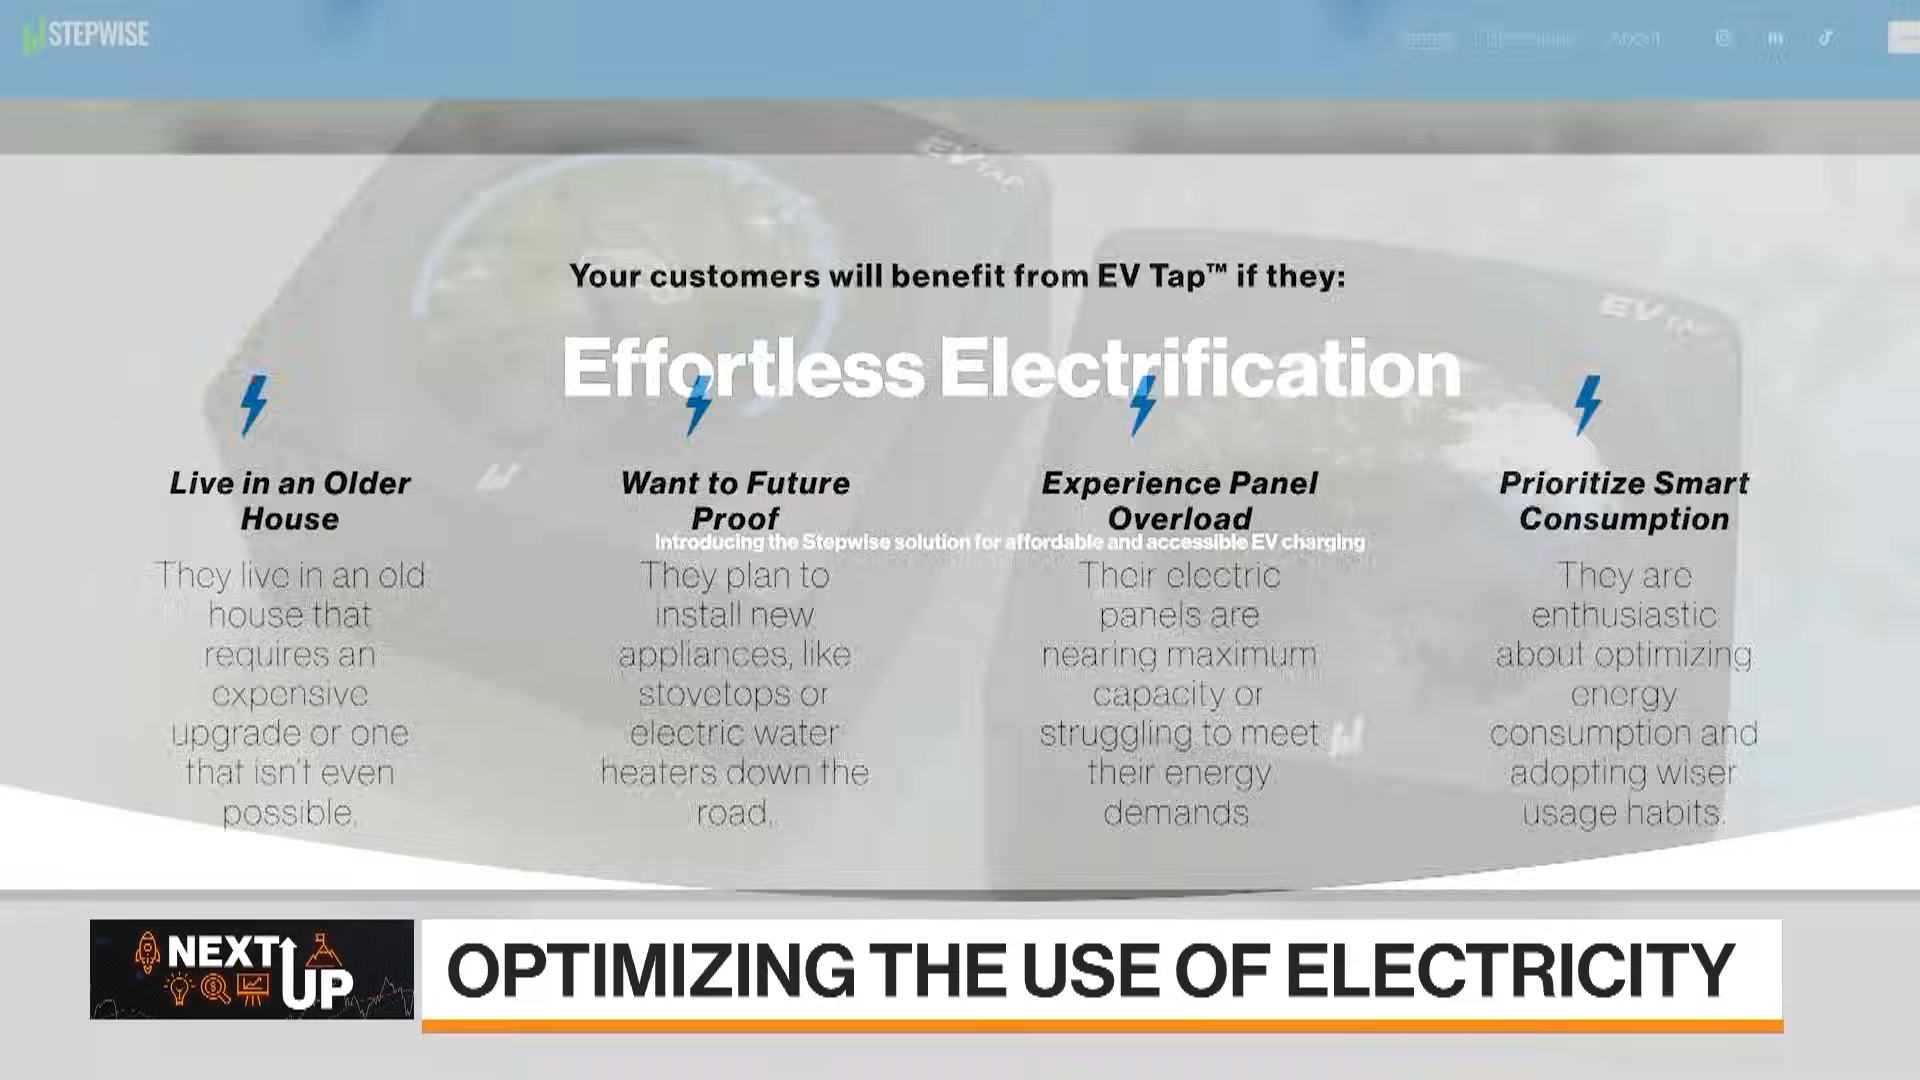 STEPWISE
About
EVTAP
EVTAP
Your customers will benefit from EV Tap™ if they:
Effortless Electrification
Live in an Older
House
They live in an old
house that
requires an
expensive
upgrade or one
that isn't even
possible.
Want to Future
Proof
They plan to
install new
appliances, like
stovetops or
electric water
heaters down the
road.
Experience Panel
Overload
Their electric
panels are
nearing maximum
capacity or
struggling to meet
their energy
demands.
Prioritize Smart
Consumption
They are
enthusiastic
about optimizing
energy
consumption and
adopting wiser
usage habits.
Introducing the Stepwise solution for affordable and accessible EV charging
NEXT
UP
OPTIMIZING THE USE OF ELECTRICITY